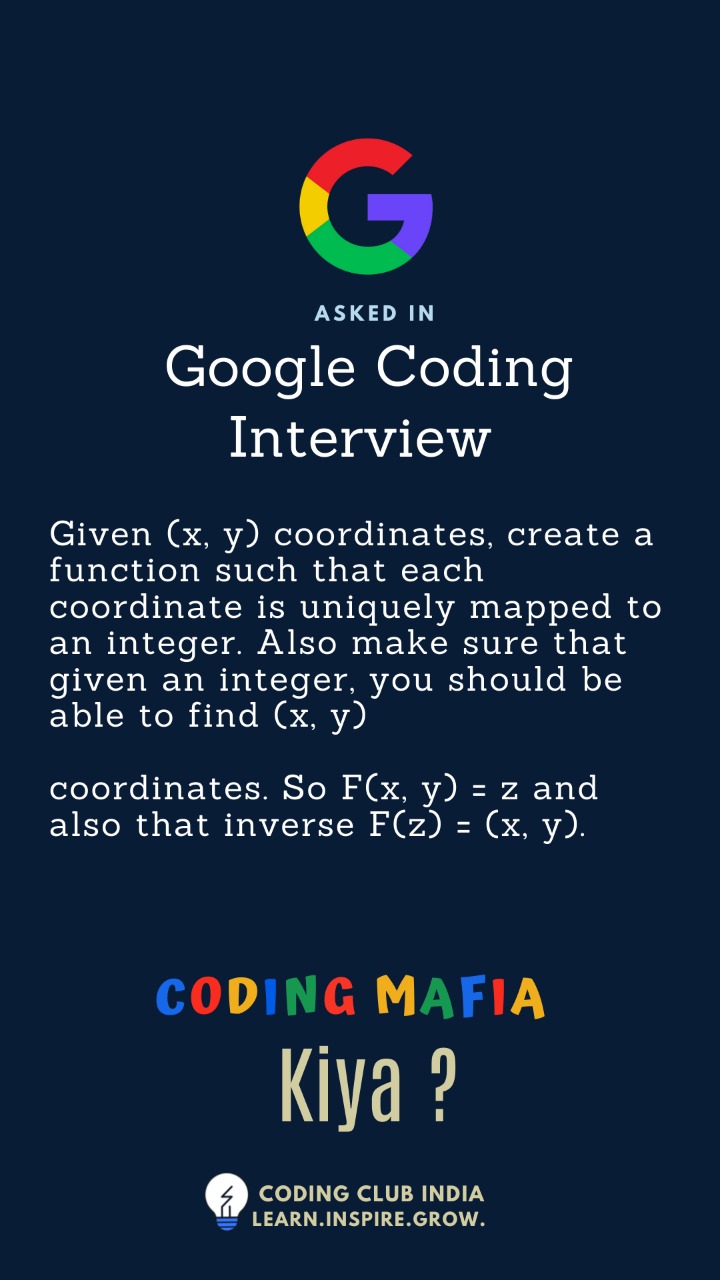 ASKED IN
Google Coding
Interview
Given (x, y) coordinates, create a
function such that each
coordinate is uniquely mapped to
an integer. Also make sure that
given an integer, you should be
able to find (x, y)
coordinates. So F(x, y) = z and
also that inverse F(z) = (x, y).
CODING MAFIA
Kiya ?
CODING CLUB INDIA
LEARN.INSPIRE.GROW.